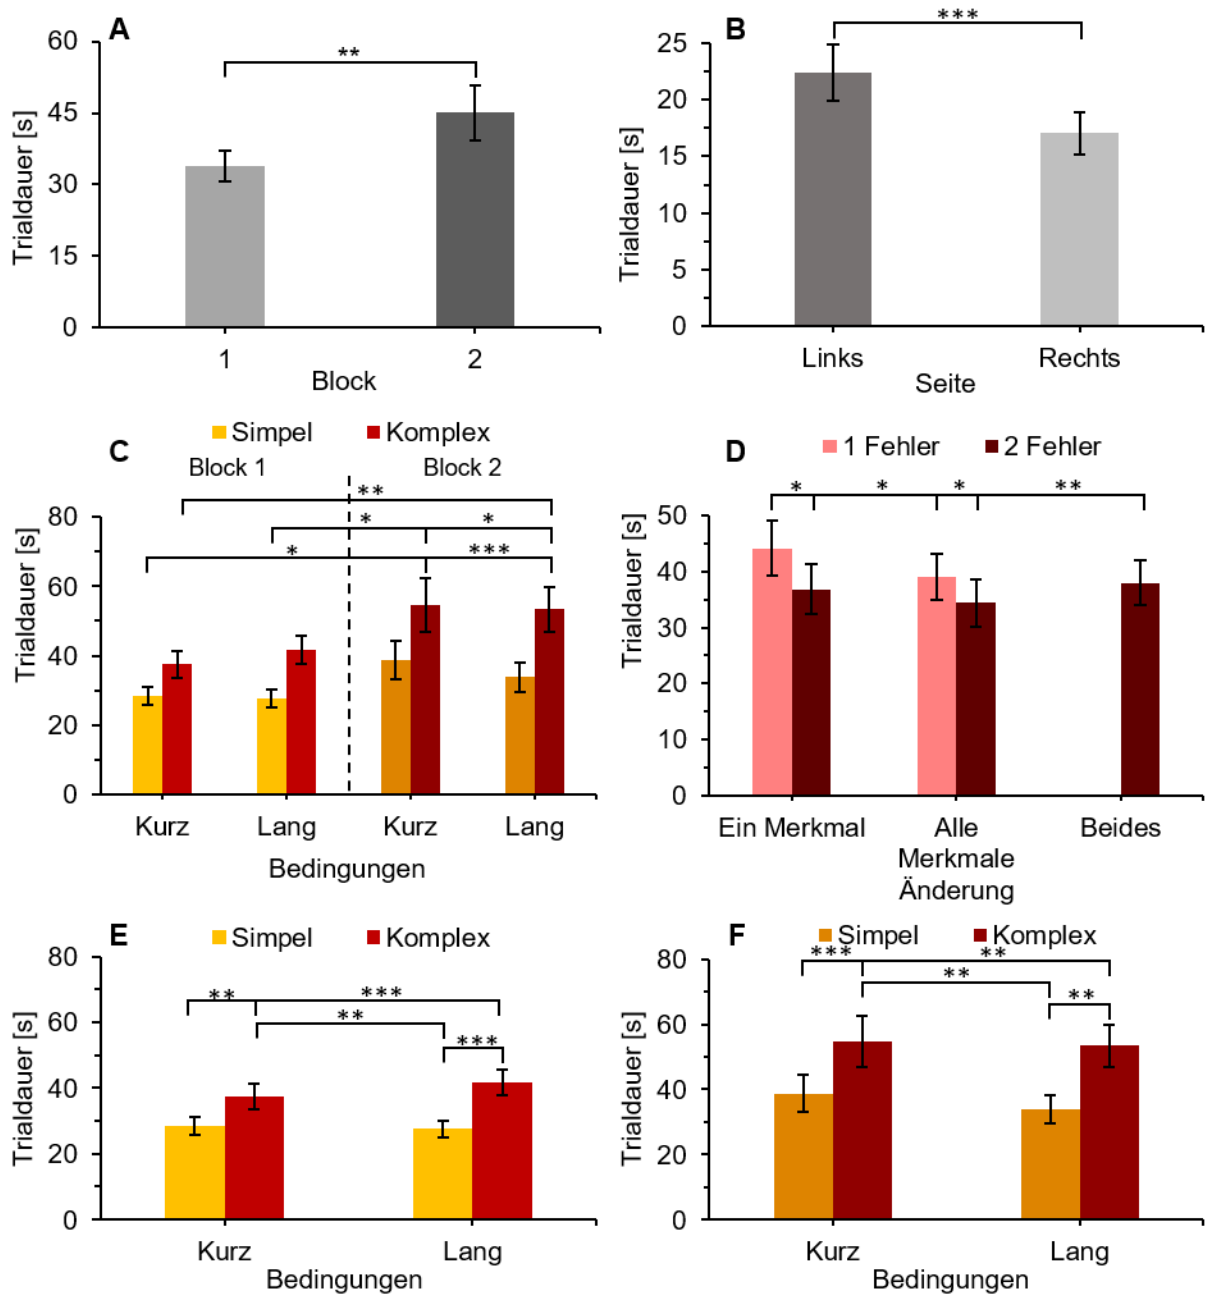 A
**
60
45
30
15
0
Trialdauer [s]
1
2
Block
B
***
25
20
15
10
5
0
Trialdauer [s]
Links
Rechts
Seite
C
Simpel
Komplex
Block 1
Block 2
**
*
*
*
***
80
60
40
20
0
Trialdauer [s]
Kurz
Lang
Kurz
Lang
Bedingungen
D
1 Fehler
2 Fehler
*
*
*
**
50
40
30
20
10
0
Trialdauer [s]
Ein Merkmal
Alle
Merkmale
Beides
Änderung
E
Simpel
Komplex
**
***
**
***
80
60
40
20
0
Trialdauer [s]
Kurz
Lang
Bedingungen
F
Simpel
Komplex
***
**
**
**
80
60
40
20
0
Trialdauer [s]
Kurz
Lang
Bedingungen